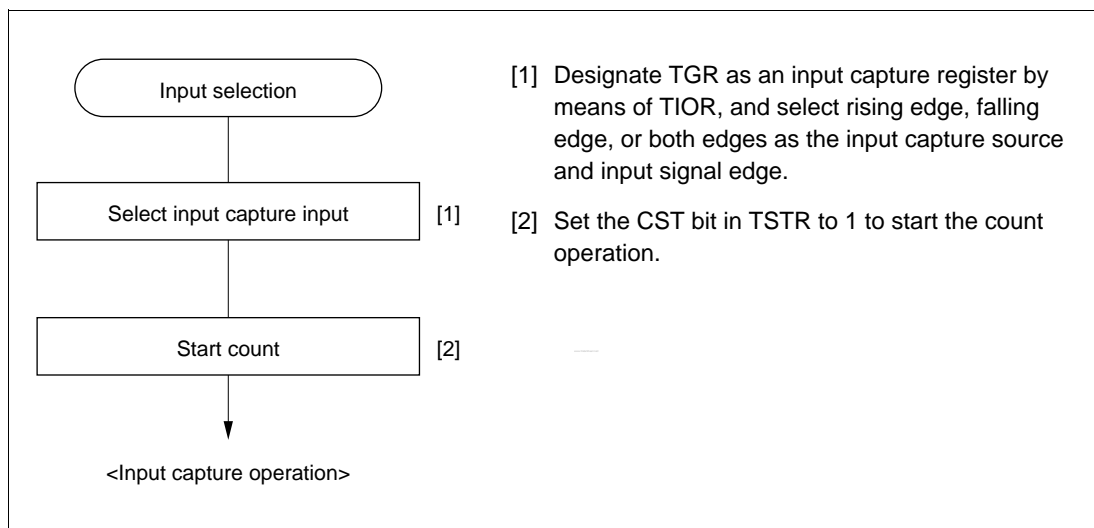 Input selection
Select input capture input
[1]
Start count
[2]
<Input capture operation>
[1] Designate TGR as an input capture register by
means of TIOR, and select rising edge, falling
edge, or both edges as the input capture source
and input signal edge.
[2] Set the CST bit in TSTR to 1 to start the count
operation.